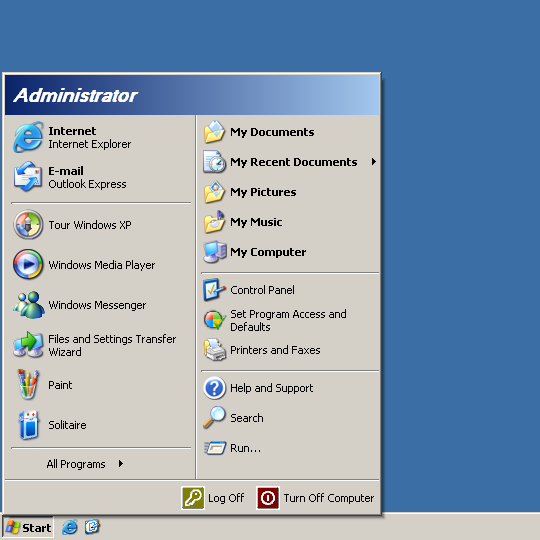 Administrator
Internet
Internet Explorer
E-mail
Outlook Express
Tour Windows XP
Windows Media Player
Windows Messenger
Files and Settings Transfer
Wizard
Paint
Solitaire
All Programs
My Documents
My Recent Documents
My Pictures
My Music
My Computer
Control Panel
Set Program Access and
Defaults
Printers and Faxes
Help and Support
Search
Run...
Log Off
Turn Off Computer
Start